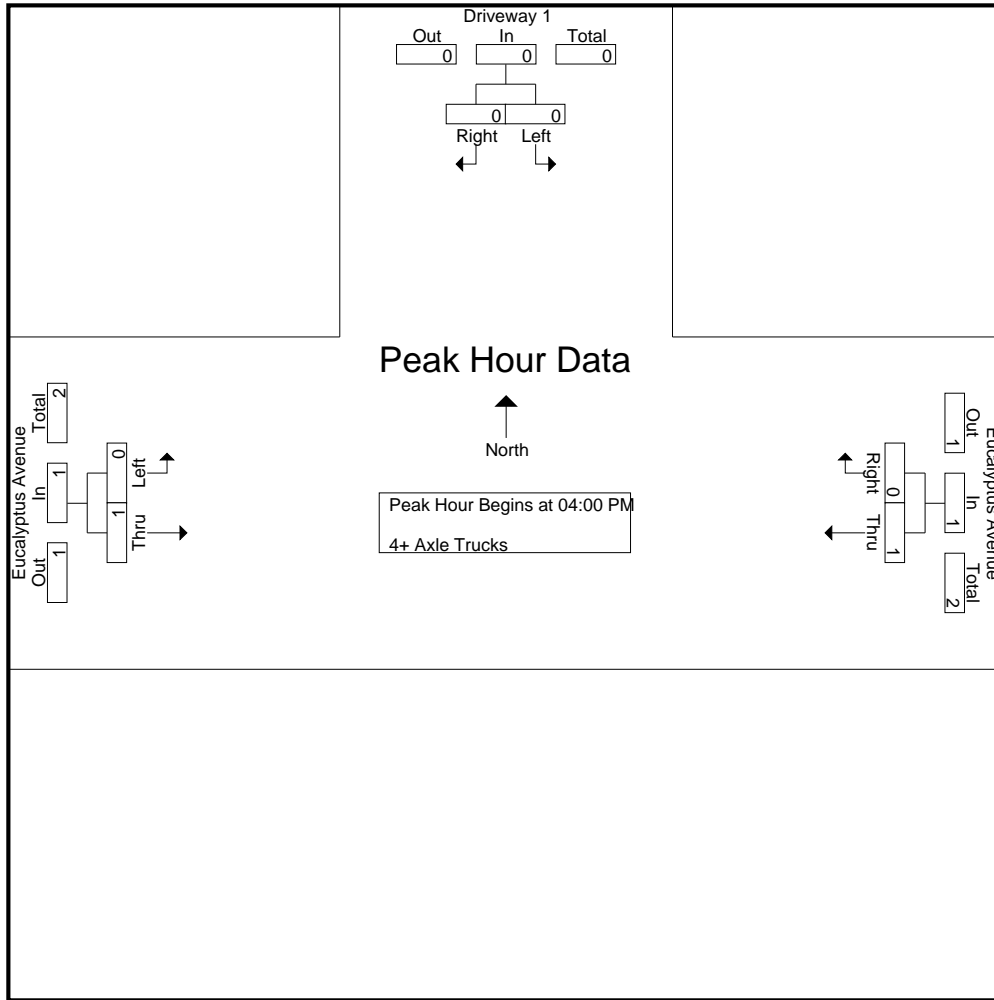 Driveway 1
Out In Total
0 0 0
0 0
Right Left
Peak Hour Data
North
Peak Hour Begins at 04:00 PM
4+ Axle Trucks
Eucalyptus Avenue
Out In Total
1 1 2
1 0
Thru Left
Eucalyptus Avenue
Out In Total
1 1 2
0 1
Right Thru